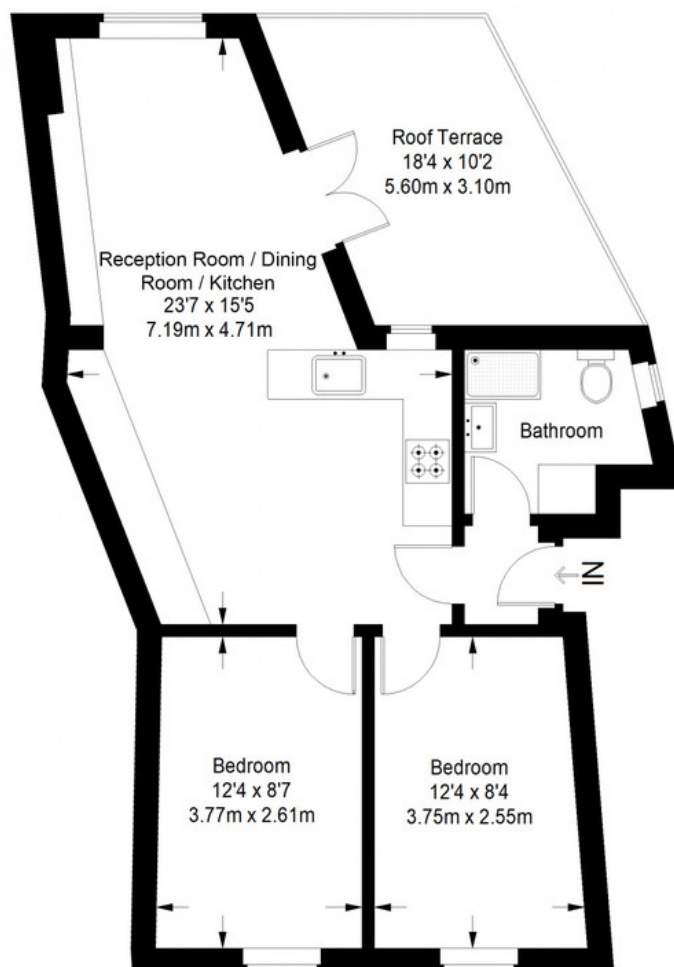 Roof Terrace
18'4 x 10'2
5.60m x 3.10m
Reception Room / Dining
Room / Kitchen
23'7 x 15'5
7.19m x 4.71m
Bathroom
IN
Bedroom
12'4 x 8'7
3.77m x 2.61m
Bedroom
12'4 x 8'4
3.75m x 2.55m